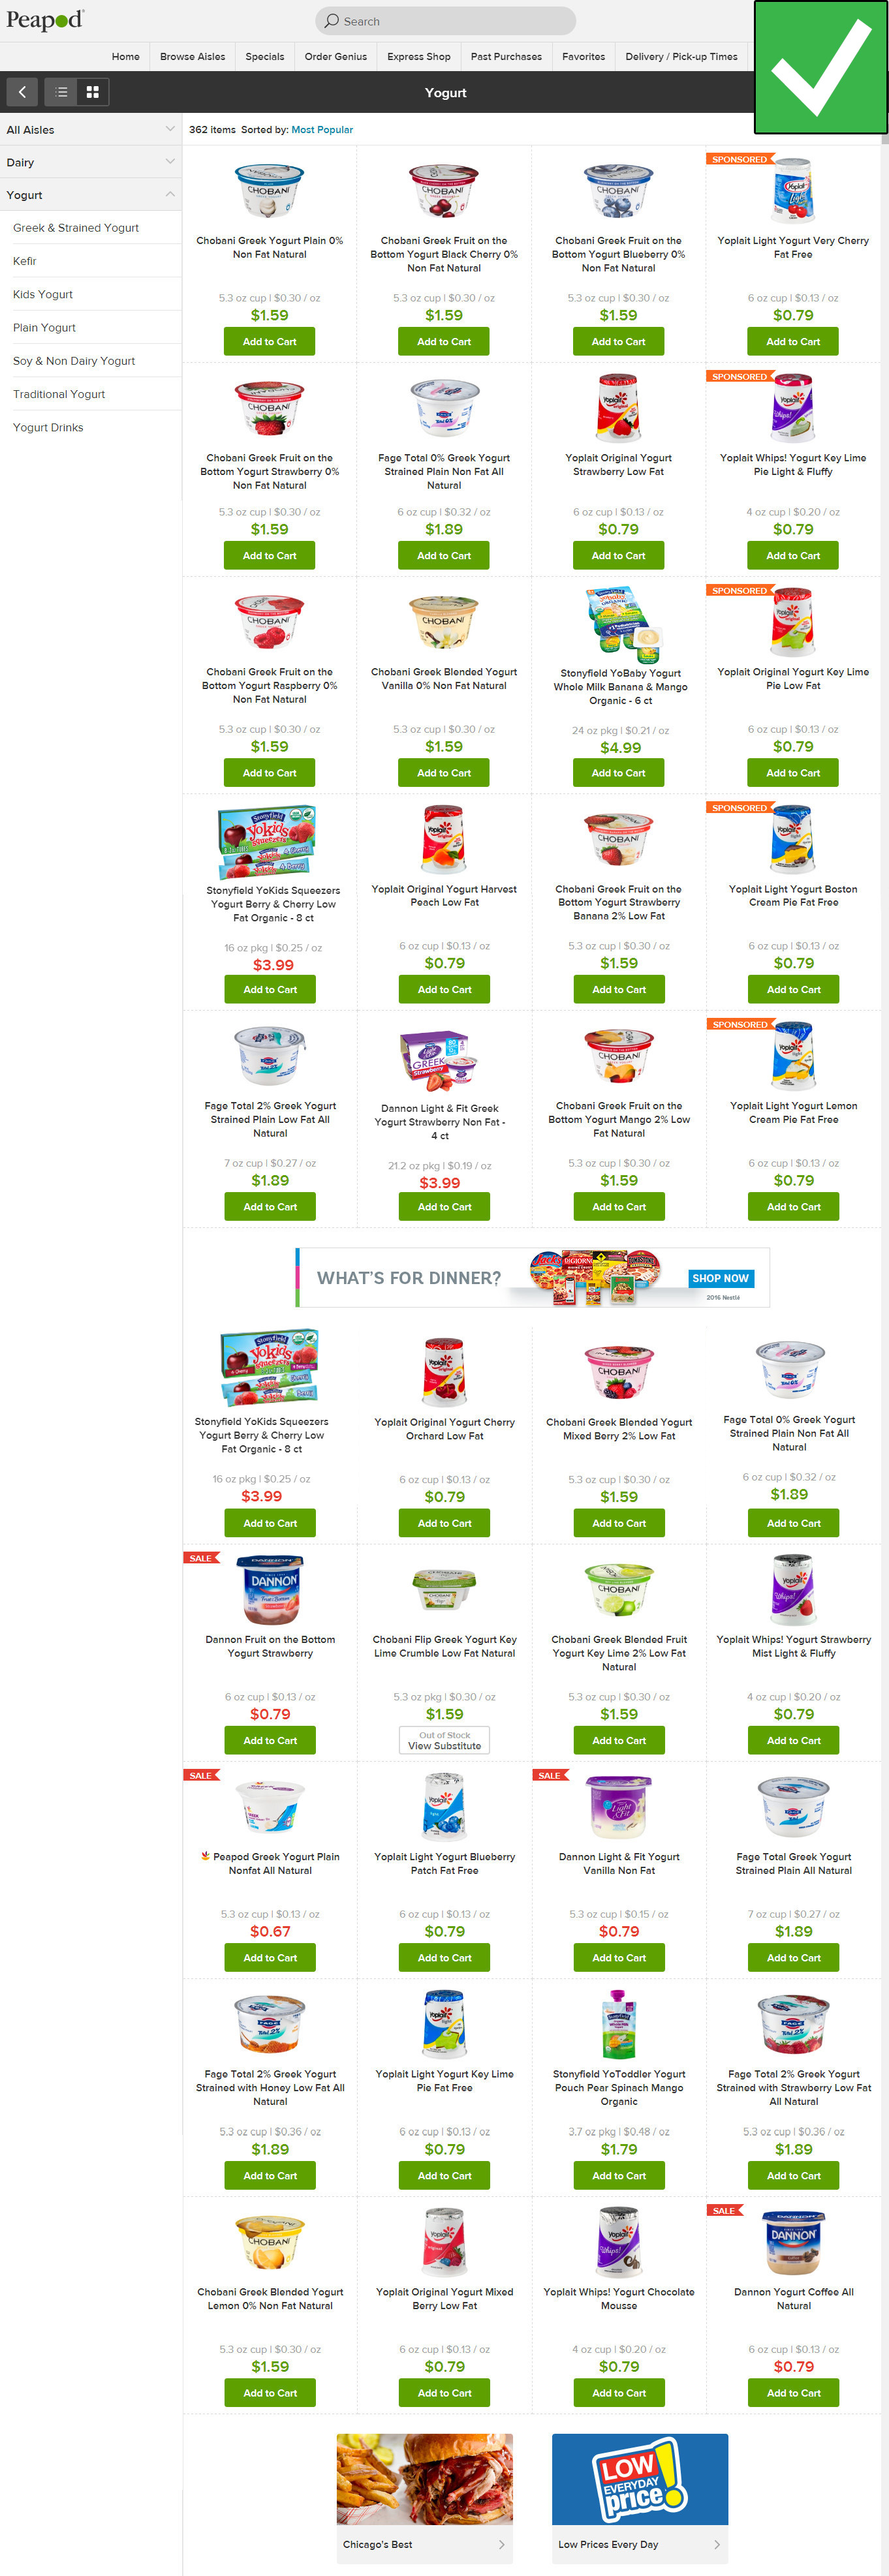 Peapod
Search
Home
Browse Aisles
Specials
Order Genius
Express Shop
Past Purchases
Favorites
Delivery / Pick-up Times
Yogurt
All Aisles
Dairy
Yogurt
Greek & Strained Yogurt
Kefir
Kids Yogurt
Plain Yogurt
Soy & Non Dairy Yogurt
Traditional Yogurt
Yogurt Drinks
362 items Sorted by: Most Popular
CHOBANI
Chobani Greek Yogurt Plain 0%
Non Fat Natural
5.3 oz cup | $0.30 / oz
$1.59
Add to Cart
CHOBANI
Chobani Greek Fruit on the
Bottom Yogurt Black Cherry 0%
Non Fat Natural
5.3 oz cup | $0.30 / oz
$1.59
Add to Cart
CHOBANI
Chobani Greek Fruit on the
Bottom Yogurt Blueberry 0%
Non Fat Natural
5.3 oz cup | $0.30 / oz
$1.59
Add to Cart
SPONSORED
Yoplait
Yoplait Light Yogurt Very Cherry
Fat Free
6 oz cup | $0.13 / oz
$0.79
Add to Cart
CHOBANI
Chobani Greek Fruit on the
Bottom Yogurt Strawberry 0%
Non Fat Natural
5.3 oz cup | $0.30 / oz
$1.59
Add to Cart
Fage Total 0% Greek Yogurt
Strained Plain Non Fat All
Natural
6 oz cup | $0.32 / oz
$1.89
Add to Cart
Yoplait
Yoplait Original Yogurt
Strawberry Low Fat
6 oz cup | $0.13 / oz
$0.79
Add to Cart
SPONSORED
Yoplait
Whips!
Yoplait Whips! Yogurt Key Lime
Pie Light & Fluffy
4 oz cup | $0.20 / oz
$0.79
Add to Cart
CHOBANI
Chobani Greek Fruit on the
Bottom Yogurt Raspberry 0%
Non Fat Natural
5.3 oz cup | $0.30 / oz
$1.59
Add to Cart
CHOBANI
Chobani Greek Blended Yogurt
Vanilla 0% Non Fat Natural
5.3 oz cup | $0.30 / oz
$1.59
Add to Cart
Stonyfield YoBaby Yogurt
Whole Milk Banana & Mango
Organic - 6 ct
24 oz pkg | $0.21 / oz
$4.99
Add to Cart
SPONSORED
Yoplait
Yoplait Original Yogurt Key Lime
Pie Low Fat
6 oz cup | $0.13 / oz
$0.79
Add to Cart
Stonyfield
Yokids
Squeezers
Stonyfield YoKids Squeezers
Yogurt Berry & Cherry Low
Fat Organic - 8 ct
16 oz pkg | $0.25 / oz
$3.99
Add to Cart
Yoplait
Yoplait Original Yogurt Harvest
Peach Low Fat
6 oz cup | $0.13 / oz
$0.79
Add to Cart
CHOBANI
Chobani Greek Fruit on the
Bottom Yogurt Strawberry
Banana 2% Low Fat
5.3 oz cup | $0.30 / oz
$1.59
Add to Cart
SPONSORED
Yoplait
Yoplait Light Yogurt Boston
Cream Pie Fat Free
6 oz cup | $0.13 / oz
$0.79
Add to Cart
Fage Total 2% Greek Yogurt
Strained Plain Low Fat All
Natural
7 oz cup | $0.27 / oz
$1.89
Add to Cart
GREEK
Strawberry
Dannon Light & Fit Greek
Yogurt Strawberry Non Fat -
4 ct
21.2 oz pkg | $0.19 / oz
$3.99
Add to Cart
CHOBANI
Chobani Greek Fruit on the
Bottom Yogurt Mango 2% Low
Fat Natural
5.3 oz cup | $0.30 / oz
$1.59
Add to Cart
SPONSORED
Yoplait
Yoplait Light Yogurt Lemon
Cream Pie Fat Free
6 oz cup | $0.13 / oz
$0.79
Add to Cart
WHAT'S FOR DINNER?
SHOP NOW
2016 Nestlé
Stonyfield
Yokids
Squeezers
Stonyfield YoKids Squeezers
Yogurt Berry & Cherry Low
Fat Organic - 8 ct
16 oz pkg | $0.25 / oz
$3.99
Add to Cart
Yoplait
Yoplait Original Yogurt Cherry
Orchard Low Fat
6 oz cup | $0.13 / oz
$0.79
Add to Cart
CHOBANI
Chobani Greek Blended Yogurt
Mixed Berry 2% Low Fat
5.3 oz cup | $0.30 / oz
$1.59
Add to Cart
Fage Total 0% Greek Yogurt
Strained Plain Non Fat All
Natural
6 oz cup | $0.32 / oz
$1.89
Add to Cart
SALE
DANNON
Dannon Fruit on the Bottom
Yogurt Strawberry
6 oz cup | $0.13 / oz
$0.79
Add to Cart
Chobani Flip Greek Yogurt Key
Lime Crumble Low Fat Natural
5.3 oz pkg | $0.30 / oz
$1.59
Out of Stock
View Substitute
CHOBANI
Chobani Greek Blended Fruit
Yogurt Key Lime 2% Low Fat
Natural
5.3 oz cup | $0.30 / oz
$1.59
Add to Cart
Yoplait
Whips!
Yoplait Whips! Yogurt Strawberry
Mist Light & Fluffy
4 oz cup | $0.20 / oz
$0.79
Add to Cart
SALE
Peapod Greek Yogurt Plain
Nonfat All Natural
5.3 oz cup | $0.13 / oz
$0.67
Add to Cart
Yoplait
Yoplait Light Yogurt Blueberry
Patch Fat Free
6 oz cup | $0.13 / oz
$0.79
Add to Cart
SALE
Light
& Fit
Dannon Light & Fit Yogurt
Vanilla Non Fat
5.3 oz cup | $0.15 / oz
$0.79
Add to Cart
Fage Total Greek Yogurt
Strained Plain All Natural
7 oz cup | $0.27 / oz
$1.89
Add to Cart
FAGE
Fage Total 2% Greek Yogurt
Strained with Honey Low Fat All
Natural
5.3 oz cup | $0.36 / oz
$1.89
Add to Cart
Yoplait
Yoplait Light Yogurt Key Lime
Pie Fat Free
6 oz cup | $0.13 / oz
$0.79
Add to Cart
Stonyfield YoToddler Yogurt
Pouch Pear Spinach Mango
Organic
3.7 oz pkg | $0.48 / oz
$1.79
Add to Cart
FAGE
Fage Total 2% Greek Yogurt
Strained with Strawberry Low Fat
All Natural
5.3 oz cup | $0.36 / oz
$1.89
Add to Cart
CHOBANI
Chobani Greek Blended Yogurt
Lemon 0% Non Fat Natural
5.3 oz cup | $0.30 / oz
$1.59
Add to Cart
Yoplait
Yoplait Original Yogurt Mixed
Berry Low Fat
6 oz cup | $0.13 / oz
$0.79
Add to Cart
Yoplait
Whips!
Yoplait Whips! Yogurt Chocolate
Mousse
4 oz cup | $0.20 / oz
$0.79
Add to Cart
SALE
DANNON
Dannon Yogurt Coffee All
Natural
6 oz cup | $0.13 / oz
$0.79
Add to Cart
Chicago's Best
LOW
EVERYDAY
price!
Low Prices Every Day